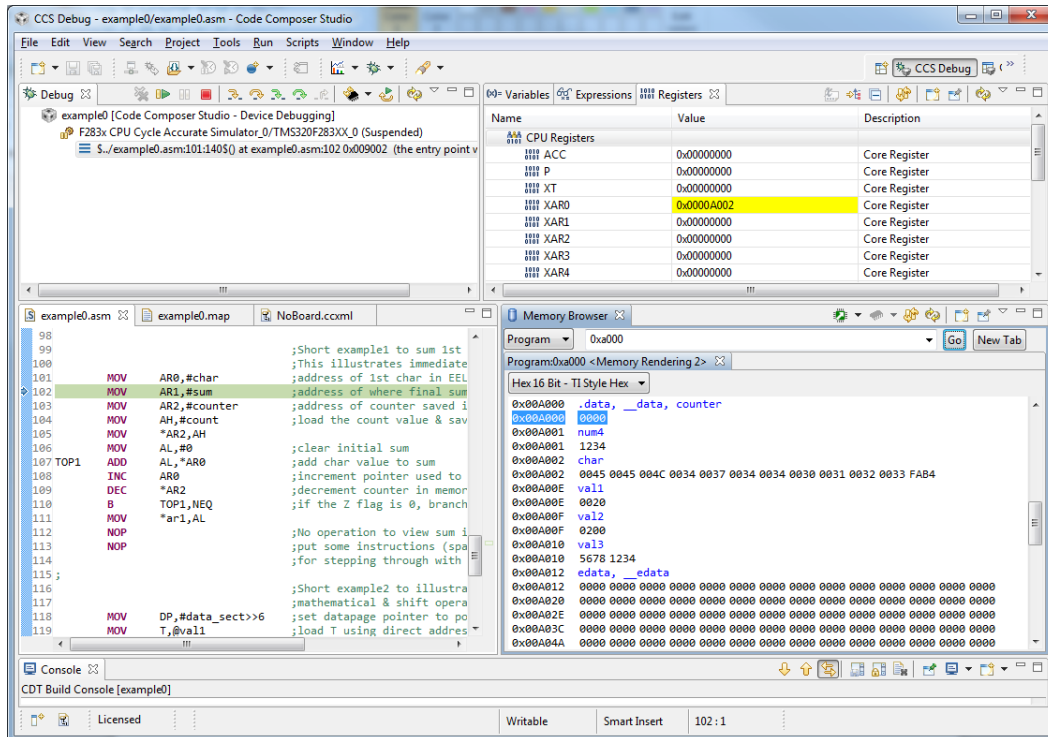 CCS Debug - example0/example0.asm - Code Composer Studio
File Edit View Search Project Tools Run Scripts Window Help
CCS Debug
Debug
example0 [Code Composer Studio - Device Debugging]
F283x CPU Cycle Accurate Simulator_0/TMS320F283XX_0 (Suspended)
$../example.asm:101:140$() at example0.asm:102 0x009002 (the entry point v
(x)= Variables Expressions Registers
Name Value Description
CPU Registers
ACC 0x00000000 Core Register
P 0x00000000 Core Register
XT 0x00000000 Core Register
XAR0 0x0000A002 Core Register
XAR1 0x00000000 Core Register
XAR2 0x00000000 Core Register
XAR3 0x00000000 Core Register
XAR4 0x00000000 Core Register
example0.asm example0.map NoBoard.ccxml
98
99 ;Short example1 to sum 1st
100 ;This illustrates immediate
101 MOV AR0,#char ;address of 1st char in EEL
102 MOV AR1,#sum ;address of where final sum
103 MOV AR2,#counter ;address of counter saved i
104 MOV AH,#count ;load the count value & sav
105 MOV *AR2,AH
106 MOV AL,#0 ;clear initial sum
107 TOP1 ADD AL,*AR0 ;add char value to sum
108 INC AR0 ;increment pointer used to
109 DEC *AR2 ;decrement counter in memor
110 B TOP1,NEQ ;if the Z flag is 0, branch
111 MOV *ar1,AL
112 NOP ;No operation to view sum i
113 NOP ;put some instructions (spa
114 ;for stepping through with
115 ;
116 ;Short example2 to illustra
117 ;mathematical & shift opera
118 MOV DP,#data_sect>>6 ;set datapage pointer to po
119 MOV T,@val1 ;load T using direct addres
Memory Browser
Program 0xa000 Go New Tab
Program:0xa000 <Memory Rendering 2>
Hex 16 Bit - TI Style Hex
0x00A000 .data, __data, counter
0x00A000 0000
0x00A001 num4
0x00A001 1234
0x00A002 char
0x00A002 0045 0045 004C 0034 0037 0034 0034 0030 0031 0032 0033 FAB4
0x00A00E val1
0x00A00E 0020
0x00A00F val2
0x00A00F 0200
0x00A010 val3
0x00A010 5678 1234
0x00A012 edata, __edata
0x00A012 0000 0000 0000 0000 0000 0000 0000 0000 0000 0000 0000 0000 0000 0000
0x00A020 0000 0000 0000 0000 0000 0000 0000 0000 0000 0000 0000 0000 0000 0000
0x00A02E 0000 0000 0000 0000 0000 0000 0000 0000 0000 0000 0000 0000 0000 0000
0x00A03C 0000 0000 0000 0000 0000 0000 0000 0000 0000 0000 0000 0000 0000 0000
0x00A04A 0000 0000 0000 0000 0000 0000 0000 0000 0000 0000 0000 0000 0000 0000
Console
CDT Build Console [example0]
Licensed Writable Smart Insert 102 : 1